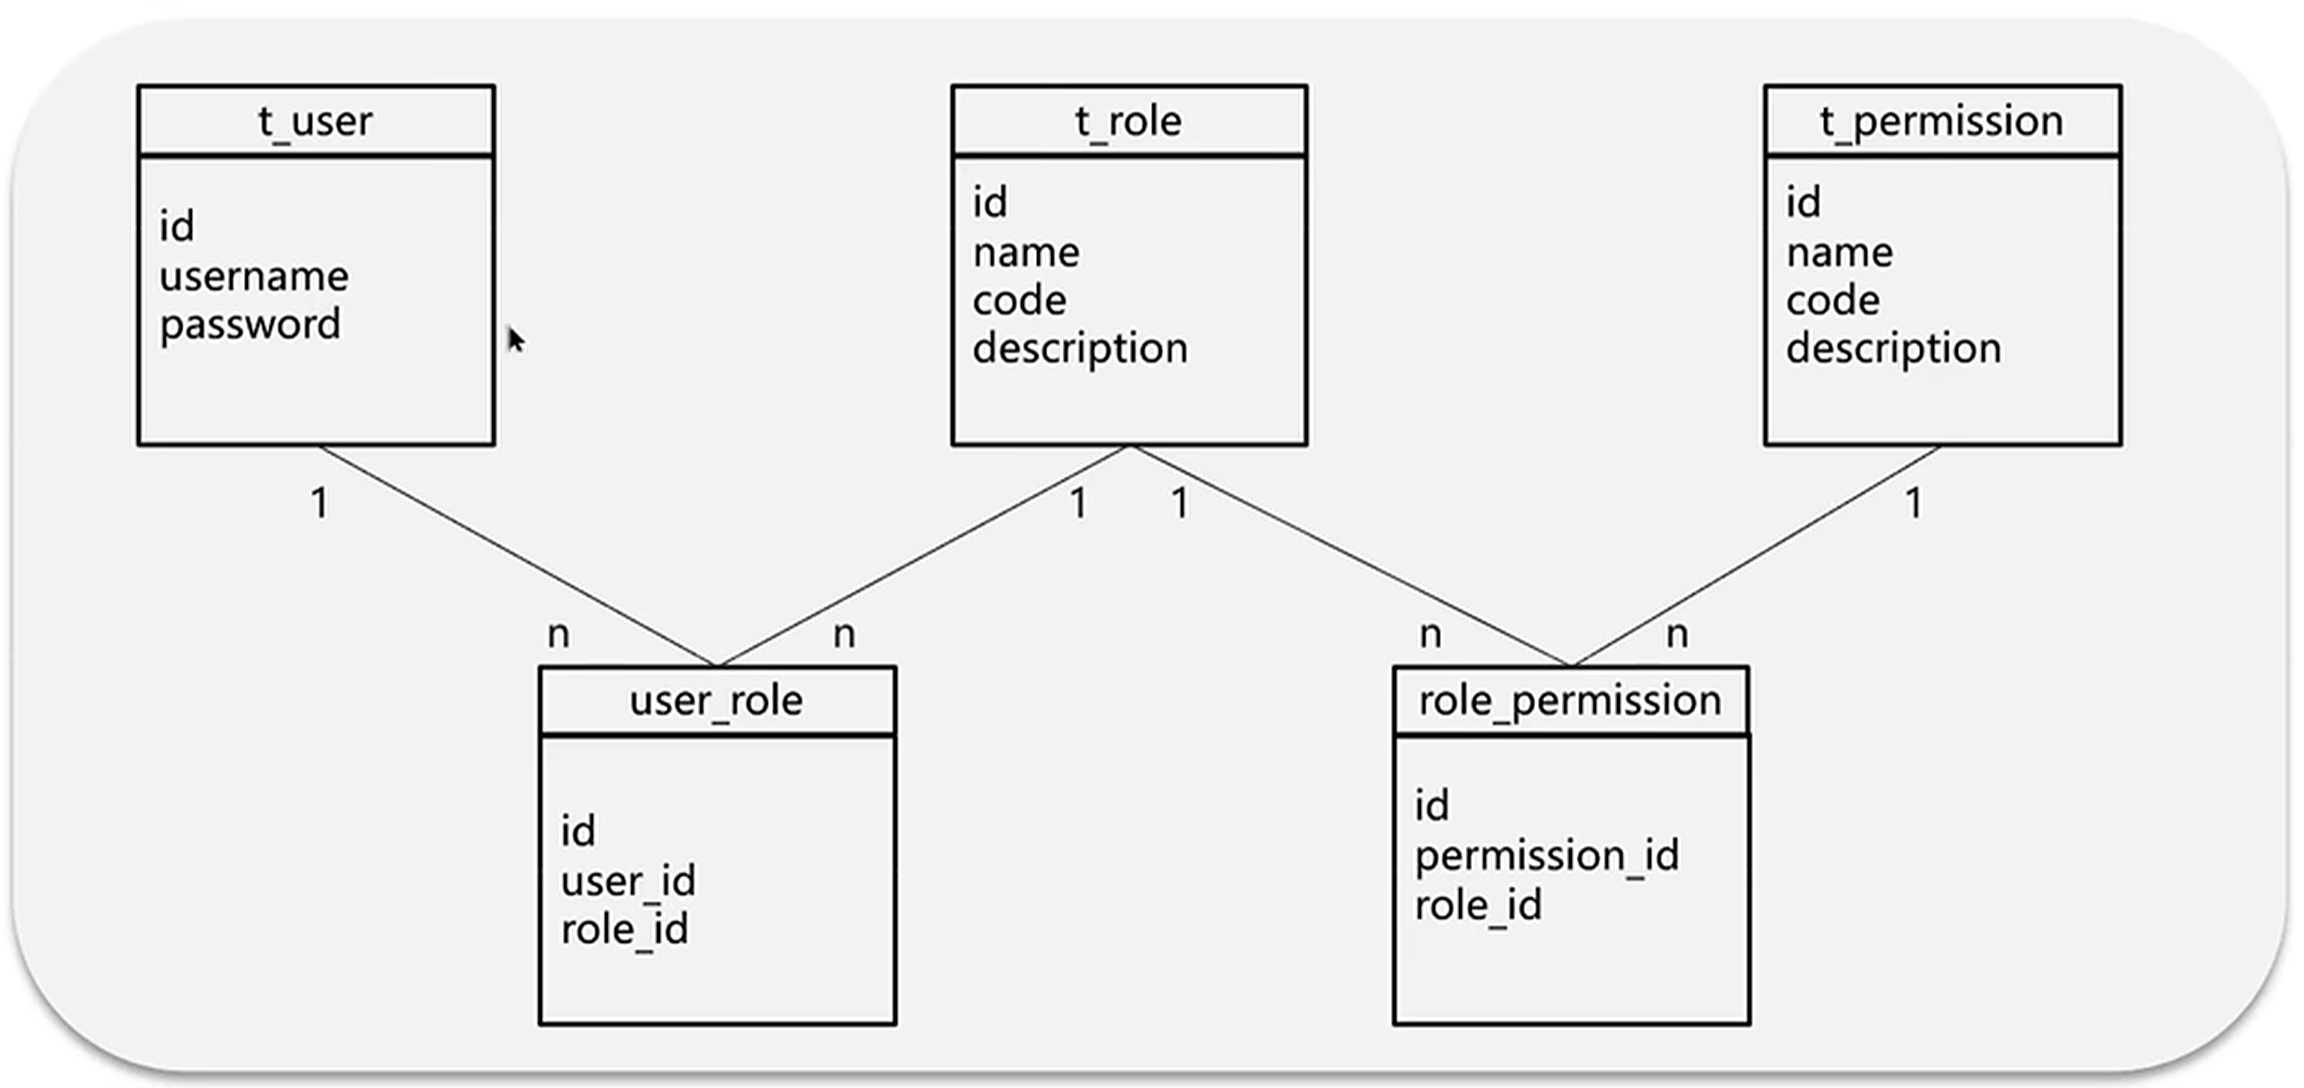 t_user
id
username
password
t_role
id
name
code
description
t_permission
id
name
code
description
1
1
1
1
n
n
n
n
user_role
id
user_id
role_id
role_permission
id
permission_id
role_id